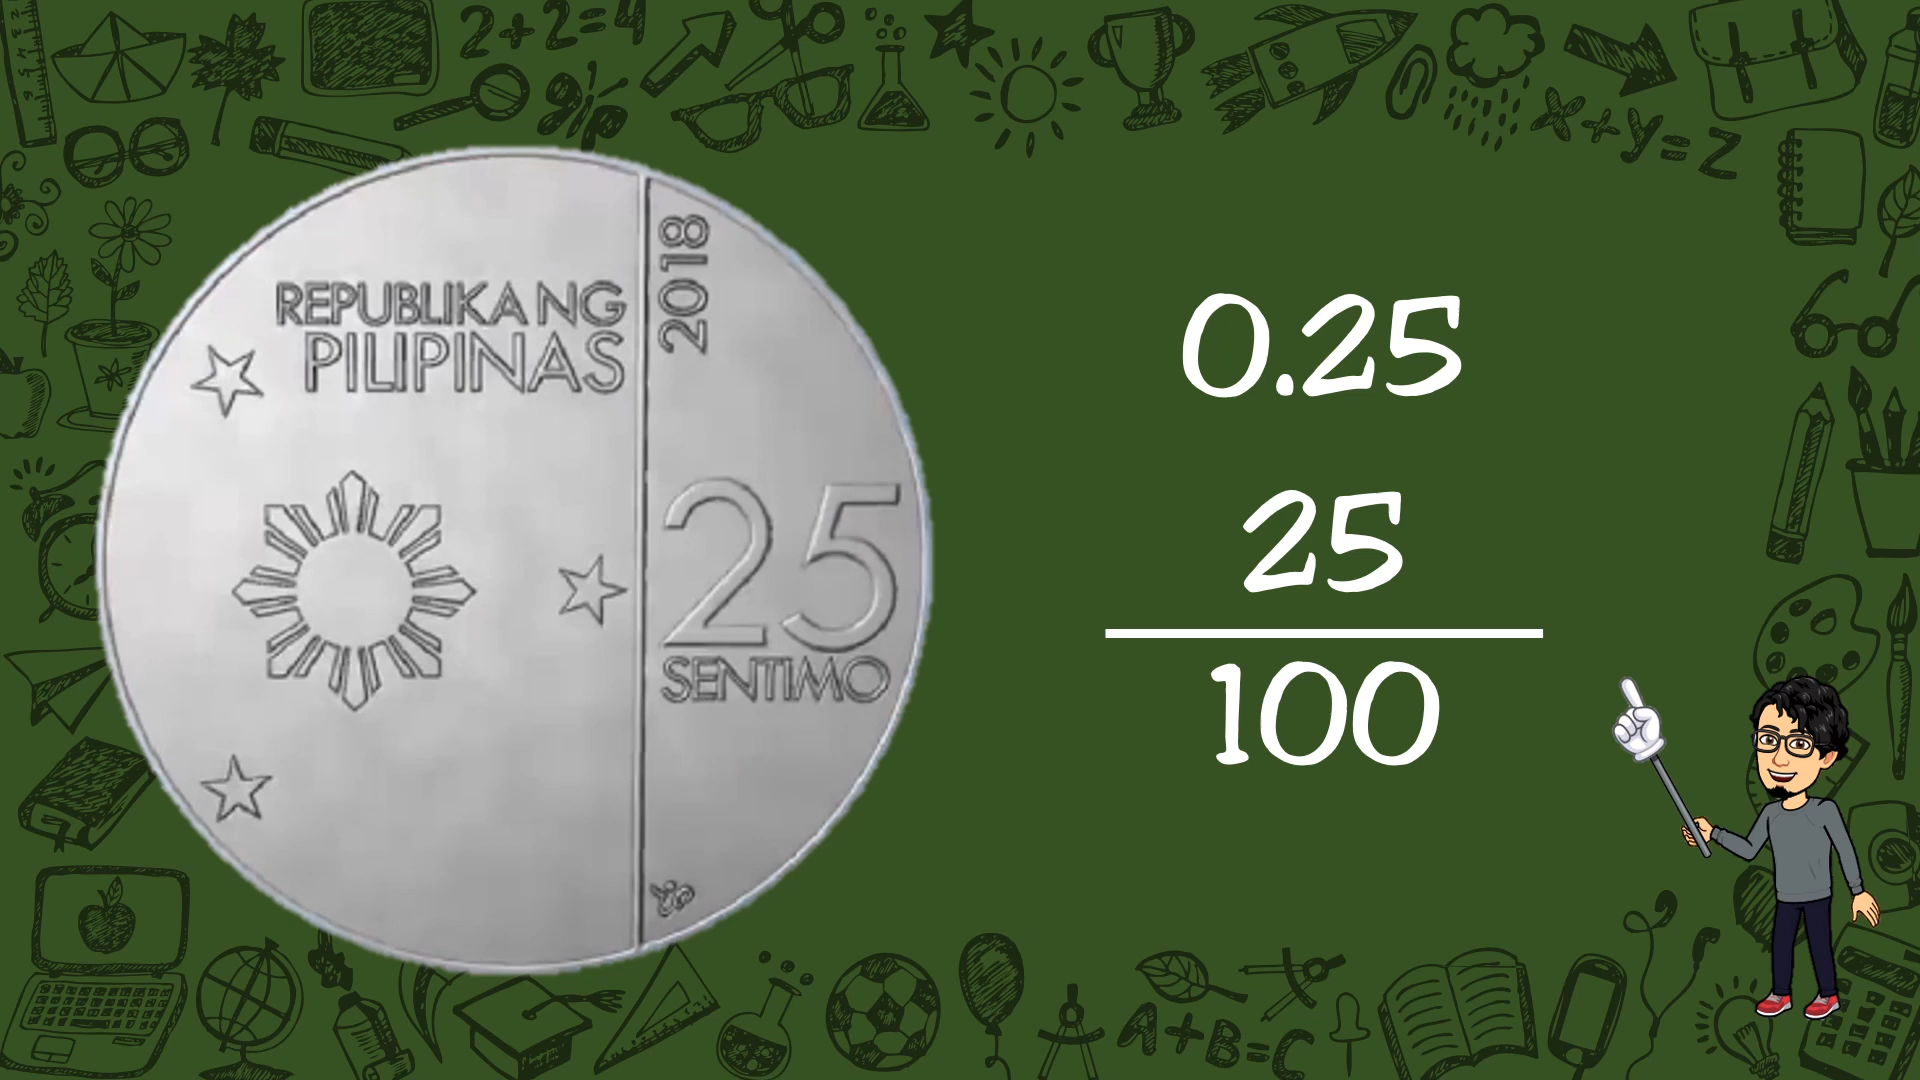 2+2=4
x+y=z
REPUBLIKA NG
PILIPINAS
2018
25
SENTIMO
0.25
25
100
A+B=C